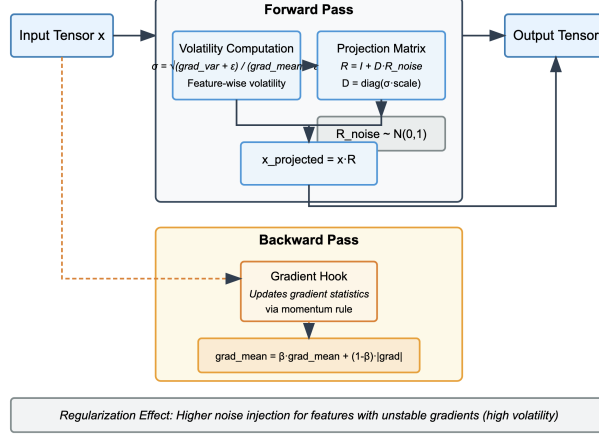 Forward Pass
Input Tensor x
Volatility Computation
σ = √(grad_var + ε) / (grad_mean
Feature-wise volatility
Projection Matrix
R = I + D·R_noise
D = diag(σ·scale)
Output Tensor
R_noise ~ N(0,1)
x_projected = x·R
Backward Pass
Gradient Hook
Updates gradient statistics
via momentum rule
grad_mean = β·grad_mean + (1-β)·|grad|
Regularization Effect: Higher noise injection for features with unstable gradients (high volatility)